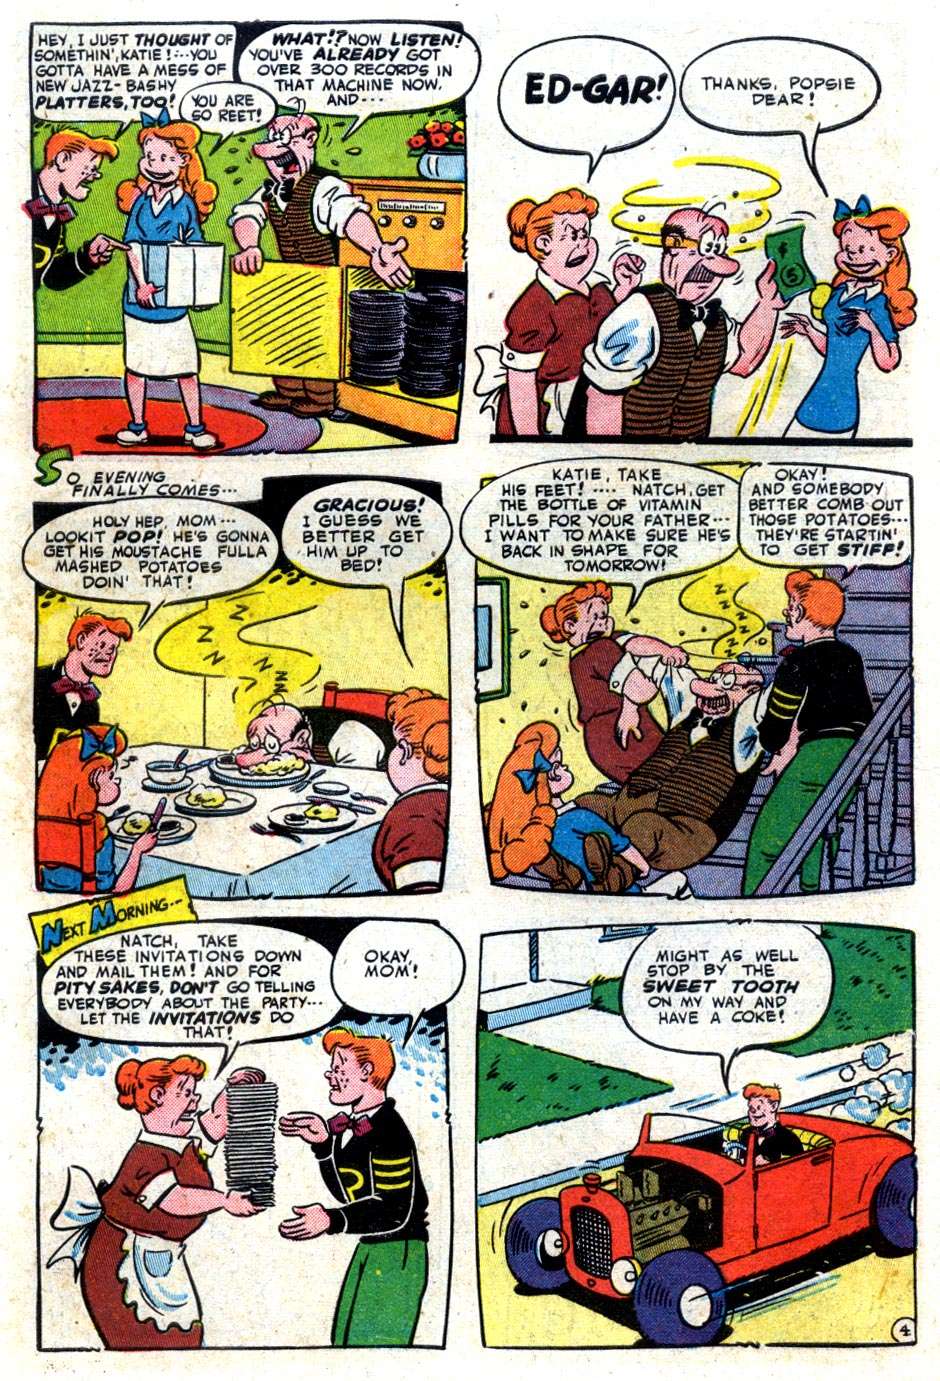 HEY, I JUST THOUGHT OF
SOMETHIN', KATIE!...YOU
GOTTA HAVE A MESS OF
NEW JAZZ-BASHY
PLATTERS, TOO!
YOU ARE
SO REET!
WHAT!? NOW LISTEN!
YOU'VE ALREADY GOT
OVER 300 RECORDS IN
THAT MACHINE NOW.
AND---
ED-GAR!
THANKS, POPSIE
DEAR!
$
5
SO EVENING
FINALLY COMES...
HOLY HEP, MOM...
LOOKIT POP! HE'S GONNA
GET HIS MOUSTACHE FULLA
MASHED POTATOES
DOIN' THAT!
GRACIOUS!
I GUESS WE
BETTER GET
HIM UP TO
BED!
Z
Z
Z
Z
Z
Z
KATIE, TAKE
HIS FEET! .... NATCH, GET
THE BOTTLE OF VITAMIN
PILLS FOR YOUR FATHER...
I WANT TO MAKE SURE HE'S
BACK IN SHAPE FOR
TOMORROW!
OKAY!
AND SOMEBODY
BETTER COMB OUT
THOSE POTATOES...
THEY'RE STARTIN'
TO GET STIFF!
Z
Z
Z
Z
Z
Z
NEXT MORNING...
NATCH, TAKE
THESE INVITATIONS DOWN
AND MAIL THEM! AND FOR
PITY SAKES, DON'T GO TELLING
EVERYBODY ABOUT THE PARTY...
LET THE INVITATIONS DO
THAT!
OKAY,
MOM!
P
MIGHT AS WELL
STOP BY THE
SWEET TOOTH
ON MY WAY AND
HAVE A COKE!
4